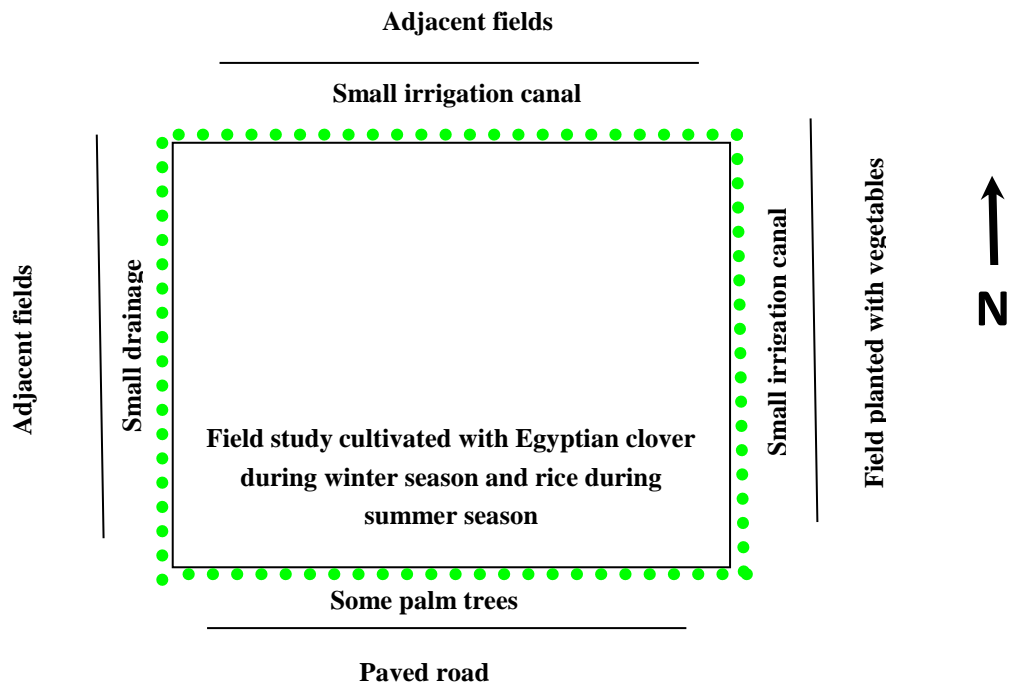 Adjacent fields
Small irrigation canal
Adjacent fields
Small drainage
Small irrigation canal
Field planted with vegetables
N
Field study cultivated with Egyptian clover
during winter season and rice during
summer season
Some palm trees
Paved road